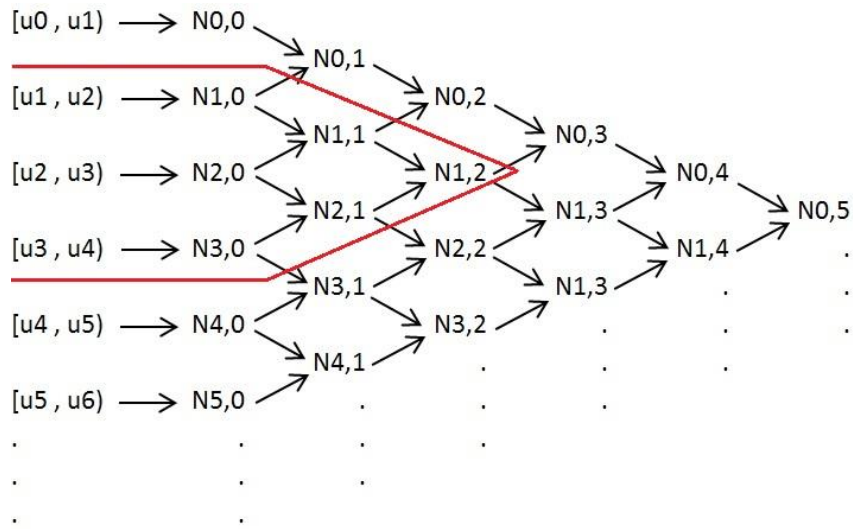 [u0 , u1) N0,0
N0,1
[u1 , u2) N1,0 N0,2
N1,1 N0,3
[u2 , u3) N2,0 N1,2 N0,4
N2,1 N1,3 N0,5
[u3 , u4) N3,0 N2,2 N1,4 .
N3,1 N1,3 . .
[u4 , u5) N4,0 N3,2 . . .
N4,1 . . .
[u5 , u6) N5,0 . . .
. . . .
. . .
. .